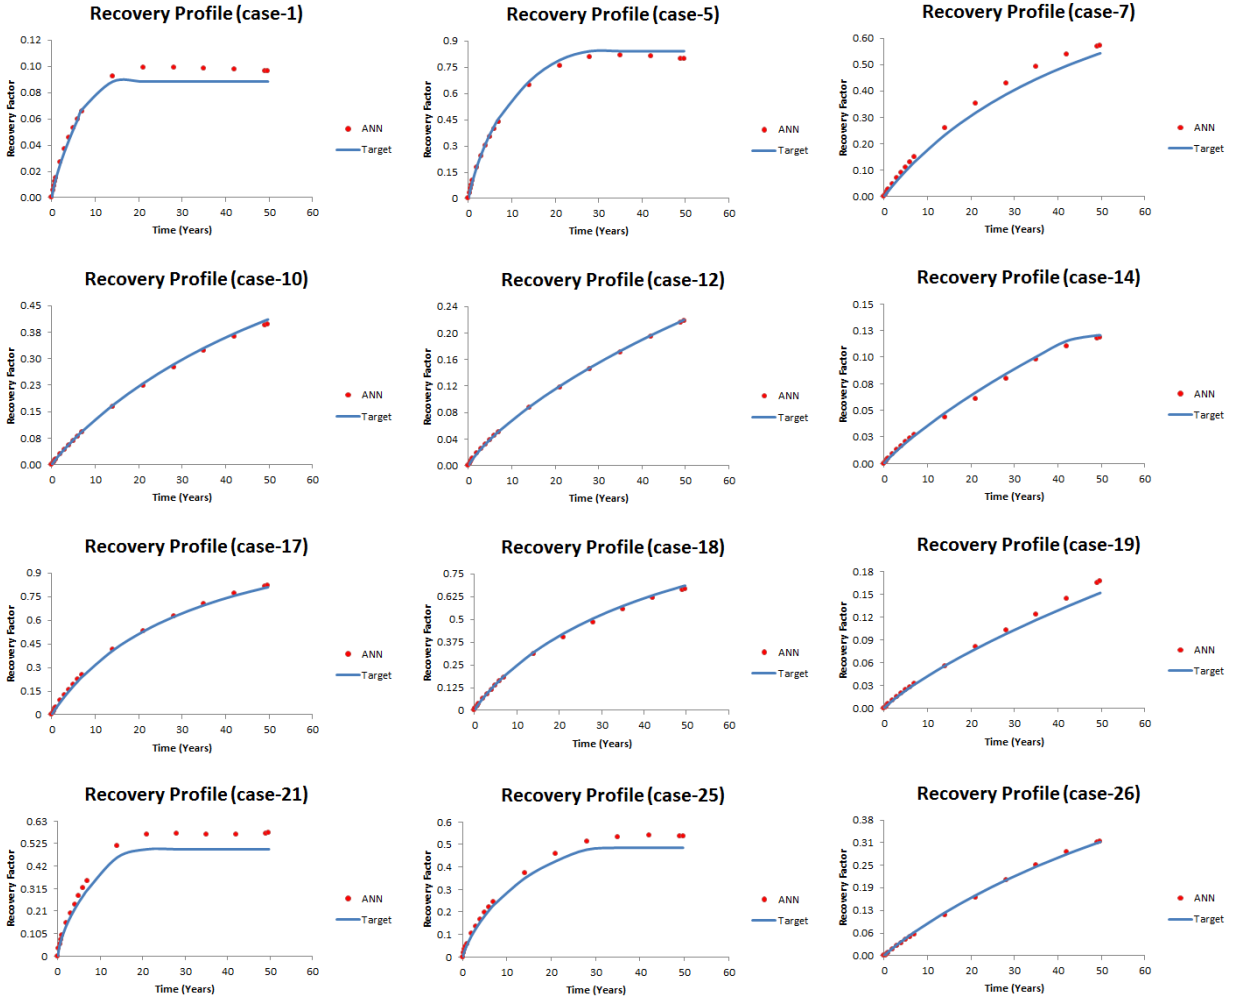 Recovery Profile (case-1)
0.12
0.10
0.08
0.06
0.04
0.02
0.00
0 10 20 30 40 50 60
Recovery Factor
Time (Years)
ANN
Target
Recovery Profile (case-5)
0.9
0.75
0.6
0.45
0.3
0.15
0
0 10 20 30 40 50 60
Recovery Factor
Time (Years)
ANN
Target
Recovery Profile (case-7)
0.60
0.50
0.40
0.30
0.20
0.10
0.00
0 10 20 30 40 50 60
Recovery Factor
Time (Years)
ANN
Target
Recovery Profile (case-10)
0.45
0.38
0.30
0.23
0.15
0.08
0.00
0 10 20 30 40 50 60
Recovery Factor
Time (Years)
ANN
Target
Recovery Profile (case-12)
0.24
0.20
0.16
0.12
0.08
0.04
0.00
0 10 20 30 40 50 60
Recovery Factor
Time (Years)
ANN
Target
Recovery Profile (case-14)
0.15
0.13
0.10
0.08
0.05
0.03
0.00
0 10 20 30 40 50 60
Recovery Factor
Time (Years)
ANN
Target
Recovery Profile (case-17)
0.9
0.75
0.6
0.45
0.3
0.15
0
0 10 20 30 40 50 60
Recovery Factor
Time (Years)
ANN
Target
Recovery Profile (case-18)
0.75
0.625
0.5
0.375
0.25
0.125
0
0 10 20 30 40 50 60
Recovery Factor
Time (Years)
ANN
Target
Recovery Profile (case-19)
0.18
0.15
0.12
0.09
0.06
0.03
0.00
0 10 20 30 40 50 60
Recovery Factor
Time (Years)
ANN
Target
Recovery Profile (case-21)
0.63
0.525
0.42
0.315
0.21
0.105
0
0 10 20 30 40 50 60
Recovery Factor
Time (Years)
ANN
Target
Recovery Profile (case-25)
0.6
0.5
0.4
0.3
0.2
0.1
0
0 10 20 30 40 50 60
Recovery Factor
Time (Years)
ANN
Target
Recovery Profile (case-26)
0.38
0.31
0.25
0.19
0.13
0.06
0.00
0 10 20 30 40 50 60
Recovery Factor
Time (Years)
ANN
Target